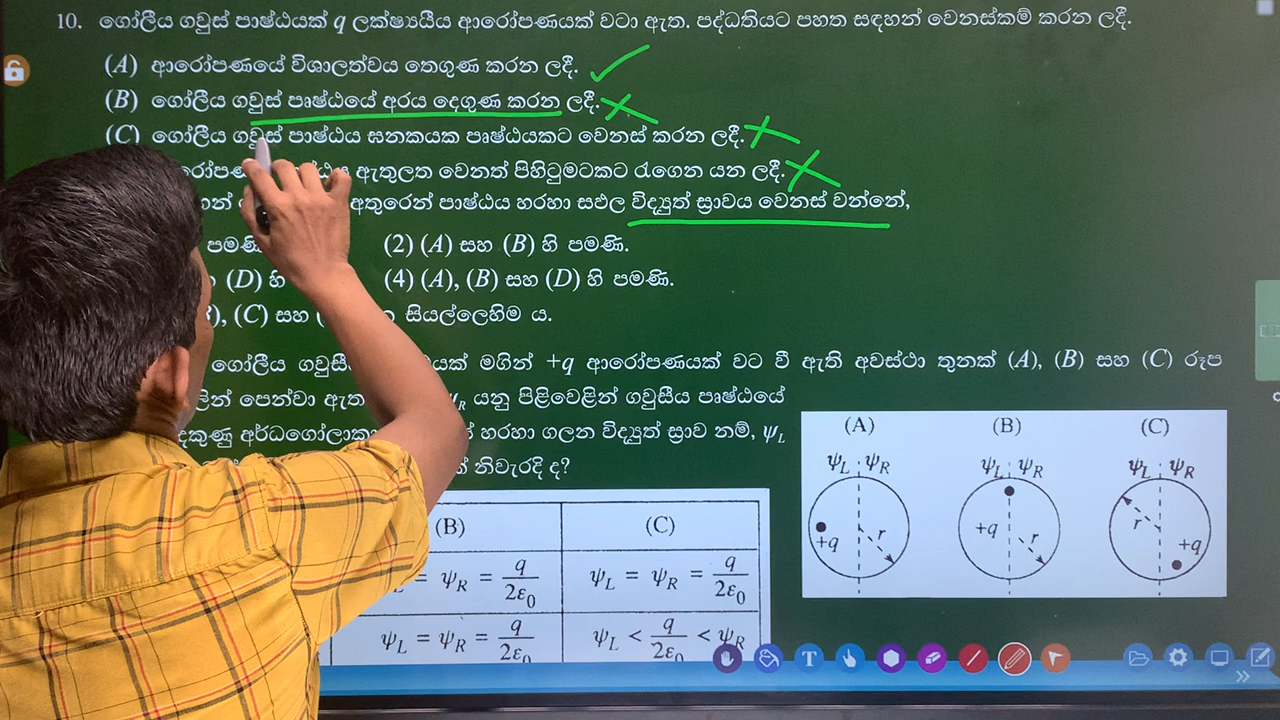 10. ගෝලීය ගවුස් පාෂ්ඨයක් q ලක්ෂ්‍යයීය ආරෝපණයක් වටා ඇත. පද්ධතියට පහත සඳහන් වෙනස්කම් කරන ලදී.
(A) ආරෝපණයේ විශාලත්වය තෙගුණ කරන ලදී.
(B) ගෝලීය ගවුස් පෘෂ්ඨයේ අරය දෙගුණ කරන ලදී.
(C) ගෝලීය ගවුස් පාෂ්ඨය ඝනකයක පෘෂ්ඨයකට වෙනස් කරන ලදී.
ඇතුලත වෙනත් පිහිටුමටකට රැගෙන යන ලදී.
අතුරෙන් පාෂ්ඨය හරහා සඵල විද්‍යුත් ස්‍රාවය වෙනස් වන්නේ,
පමණි. (2) (A) සහ (B) හි පමණි.
(D) හි (4) (A), (B) සහ (D) හි පමණි.
(C) සහ සියල්ලෙහිම ය.
ගෝලීය ගවුසීය මගින් +q ආරෝපණයක් වට වී ඇති අවස්ථා තුනක් (A), (B) සහ (C) රූප
පෙන්වා ඇත R යනු පිළිවෙළින් ගවුසීය පෘෂ්ඨයේ
දකුණු හරහා ගලන විද්‍යුත් ස්‍රාව නම්, ψL
නිවැරදි ද?
(A) (B) (C)
ψL ψR ψL ψR ψL ψR
+q r +q r r +q
(B) (C)
= ψR = q/2ε0 ψL = ψR = q/2ε0
ψL = ψR = q/2ε0 ψL < q/2ε0 < ψR